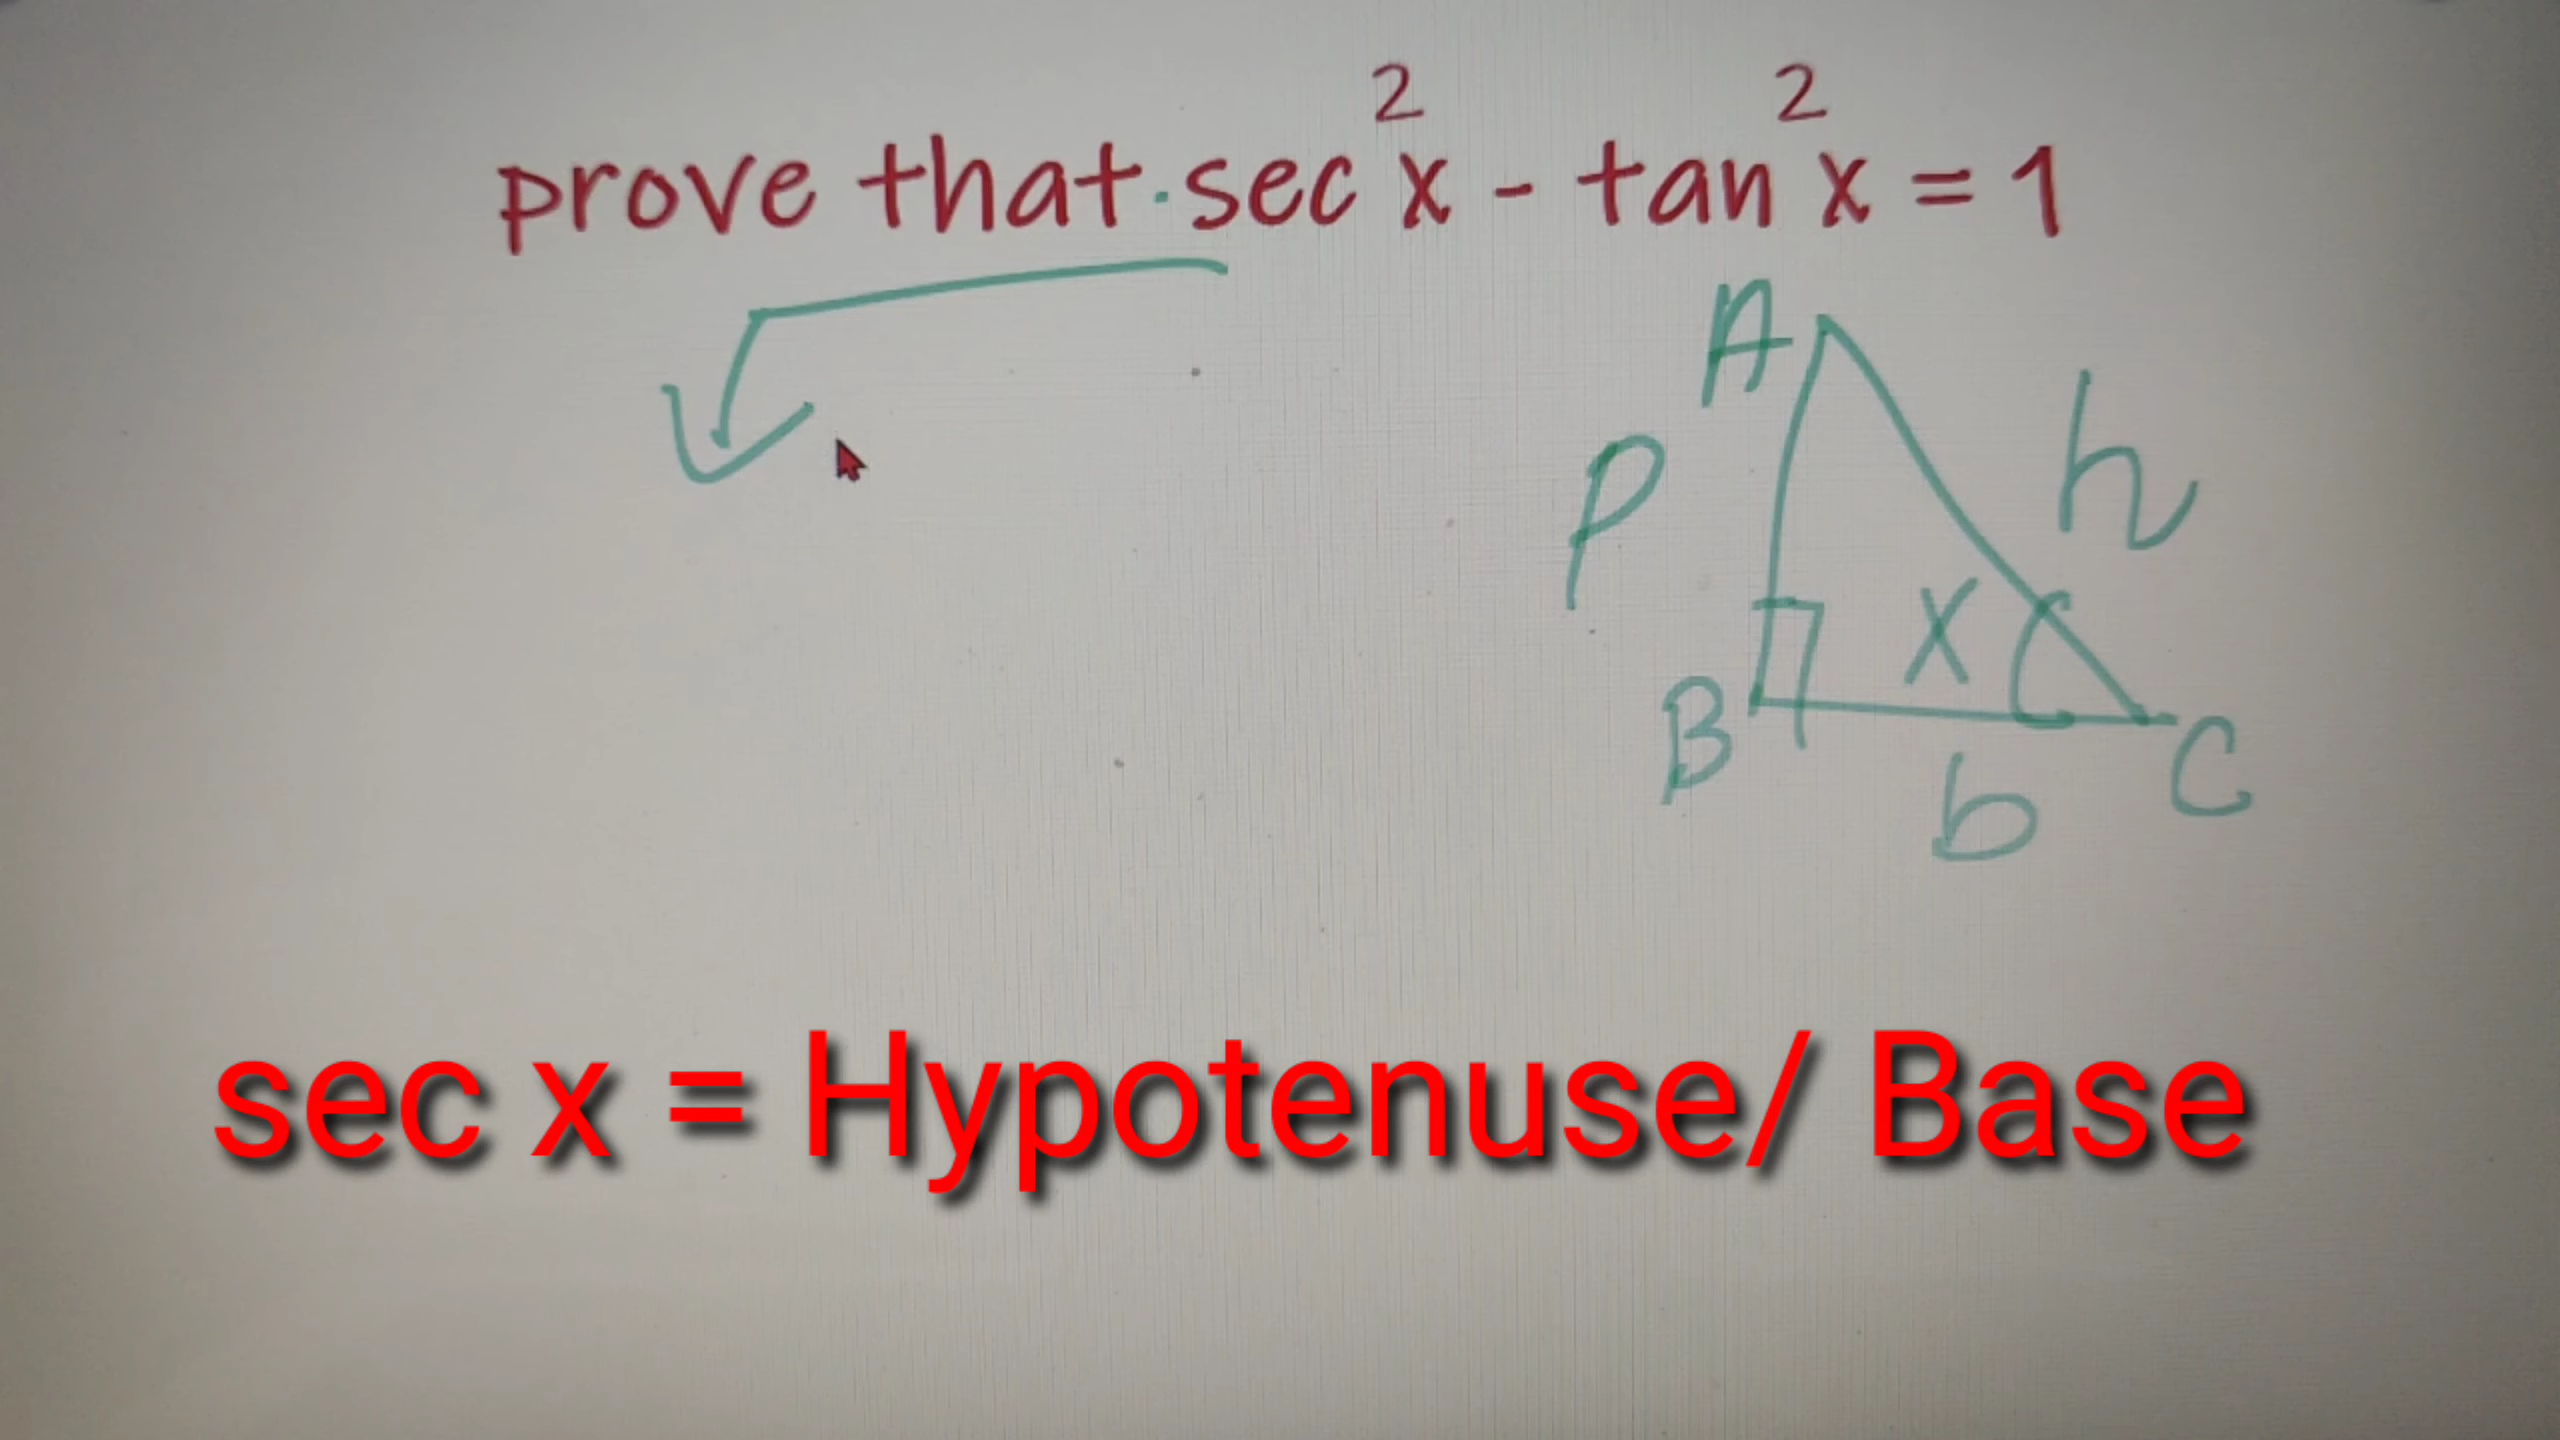 prove that sec²x - tan²x = 1
A
h
P
x
B
C
b
sec x = Hypotenuse/ Base